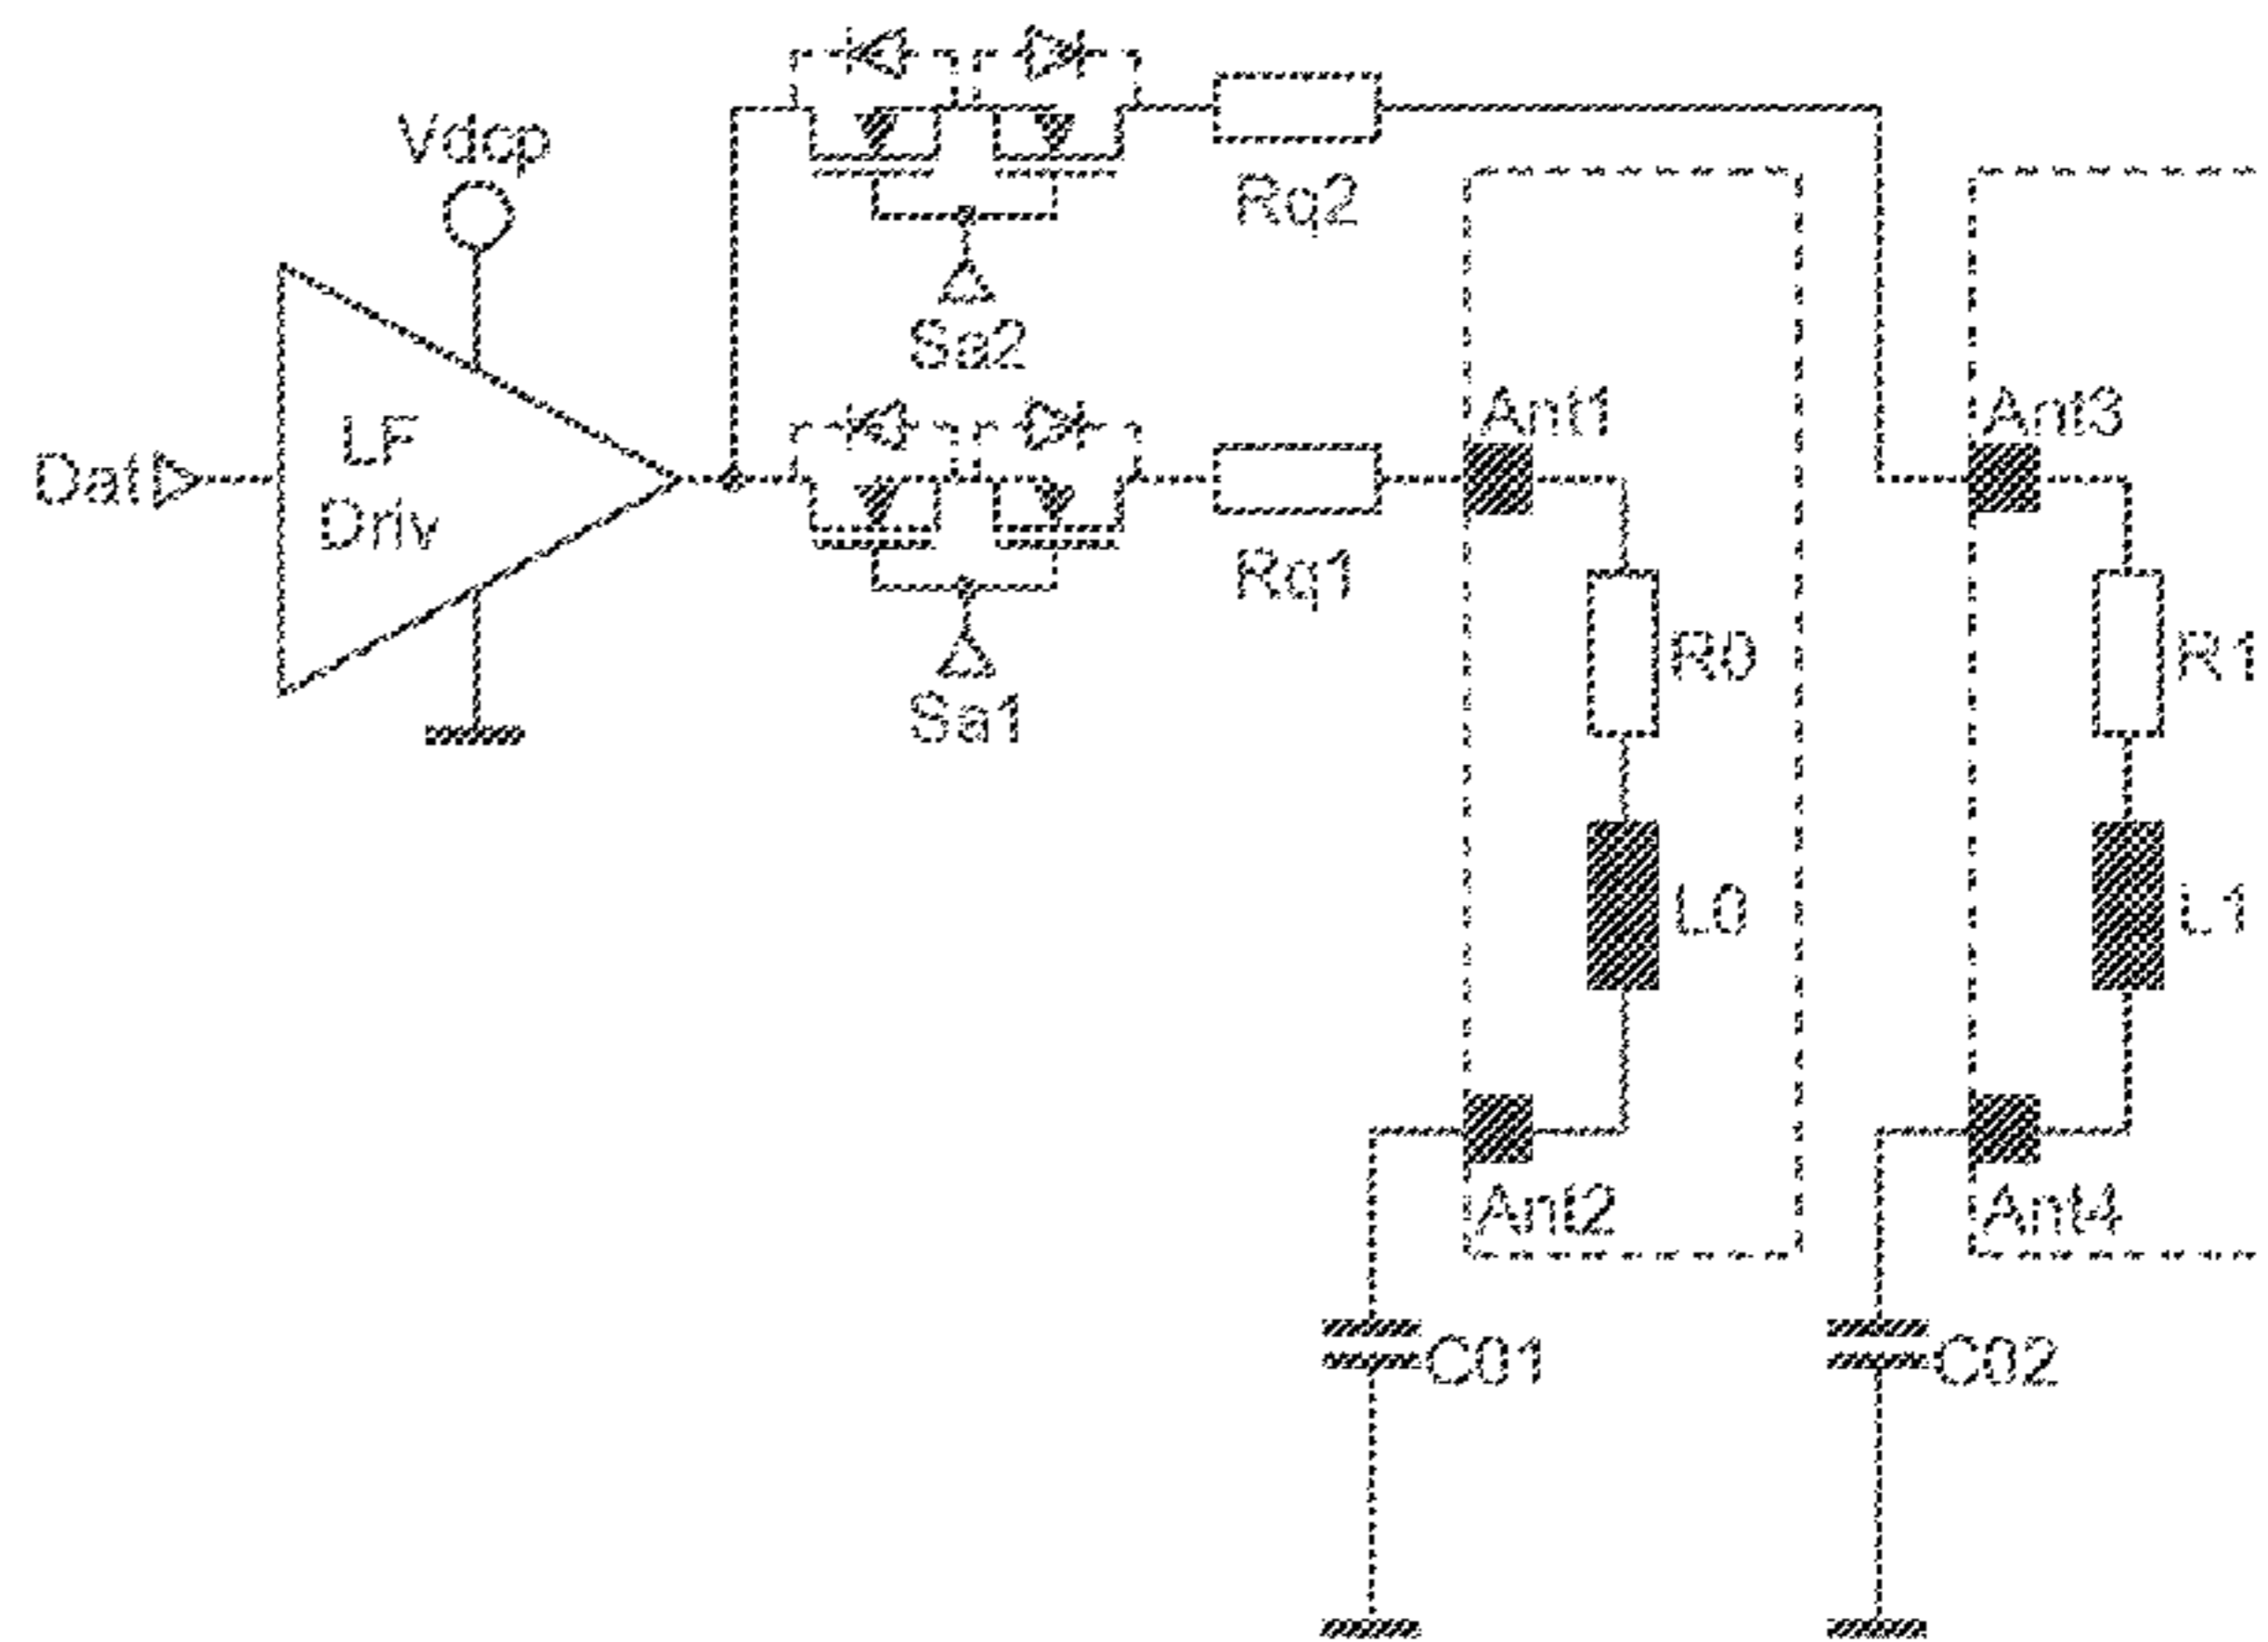 Vdcp
Rq2
Sa2
LF
Driv
Dat
Ant1
Ant3
Rq1
R0
R1
Sa1
L0
L1
Ant2
Ant4
C01
C02